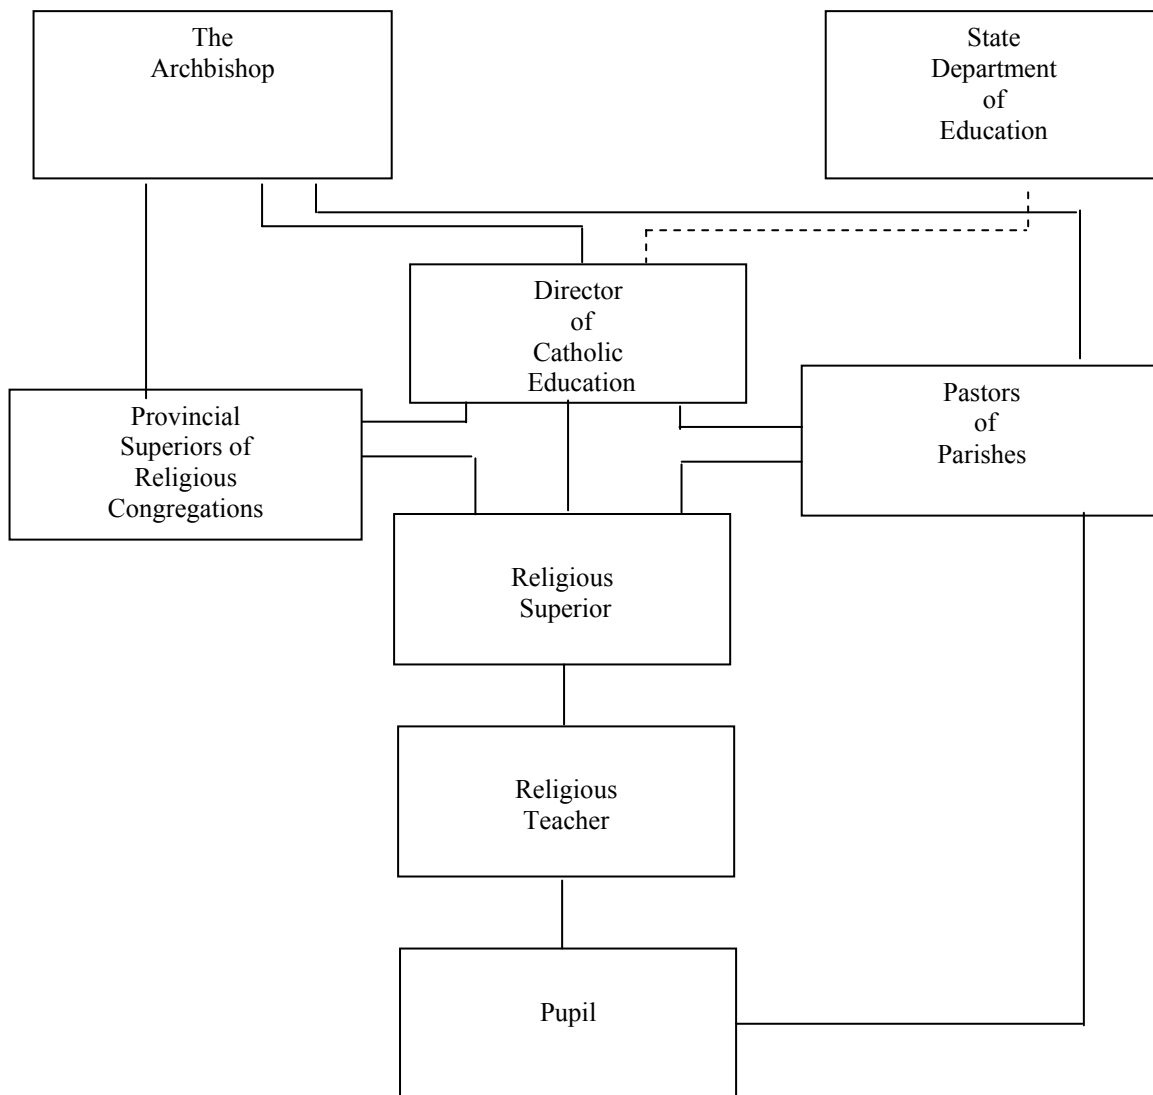 The
Archbishop
State
Department
of
Education
Director
of
Catholic
Education
Provincial
Superiors of
Religious
Congregations
Pastors
of
Parishes
Religious
Superior
Religious
Teacher
Pupil